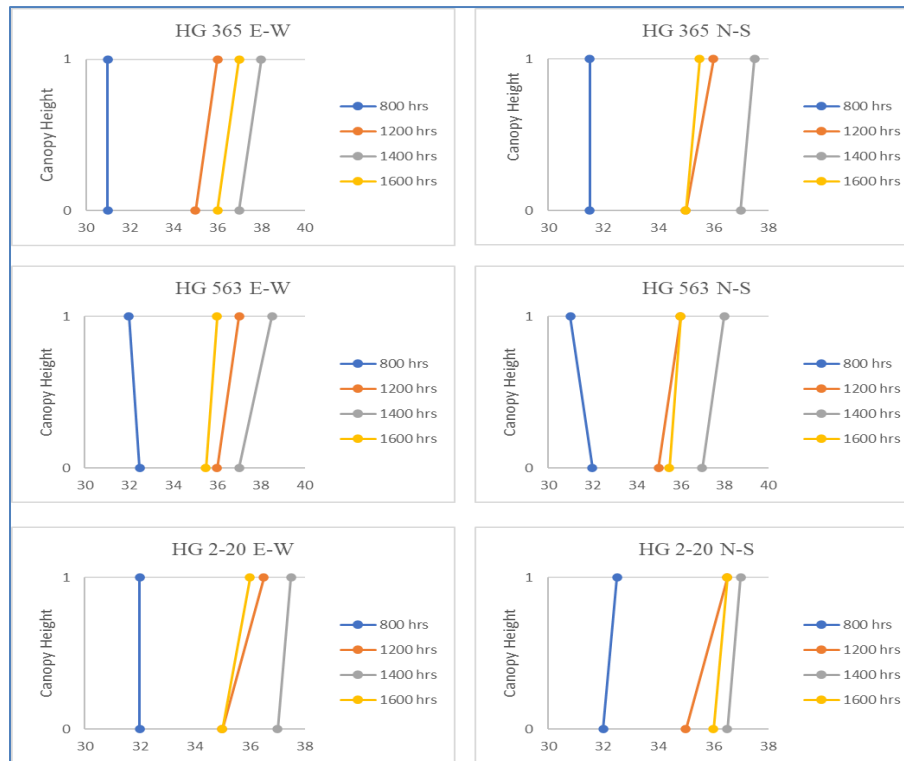 HG 365 E-W
1
Canopy Height
0
30 32 34 36 38 40
800 hrs
1200 hrs
1400 hrs
1600 hrs
HG 365 N-S
1
Canopy Height
0
30 32 34 36 38
800 hrs
1200 hrs
1400 hrs
1600 hrs
HG 563 E-W
1
Canopy Height
0
30 32 34 36 38 40
800 hrs
1200 hrs
1400 hrs
1600 hrs
HG 563 N-S
1
Canopy Height
0
30 32 34 36 38 40
800 hrs
1200 hrs
1400 hrs
1600 hrs
HG 2-20 E-W
1
Canopy Height
0
30 32 34 36 38
800 hrs
1200 hrs
1400 hrs
1600 hrs
HG 2-20 N-S
1
Canopy Height
0
30 32 34 36 38
800 hrs
1200 hrs
1400 hrs
1600 hrs